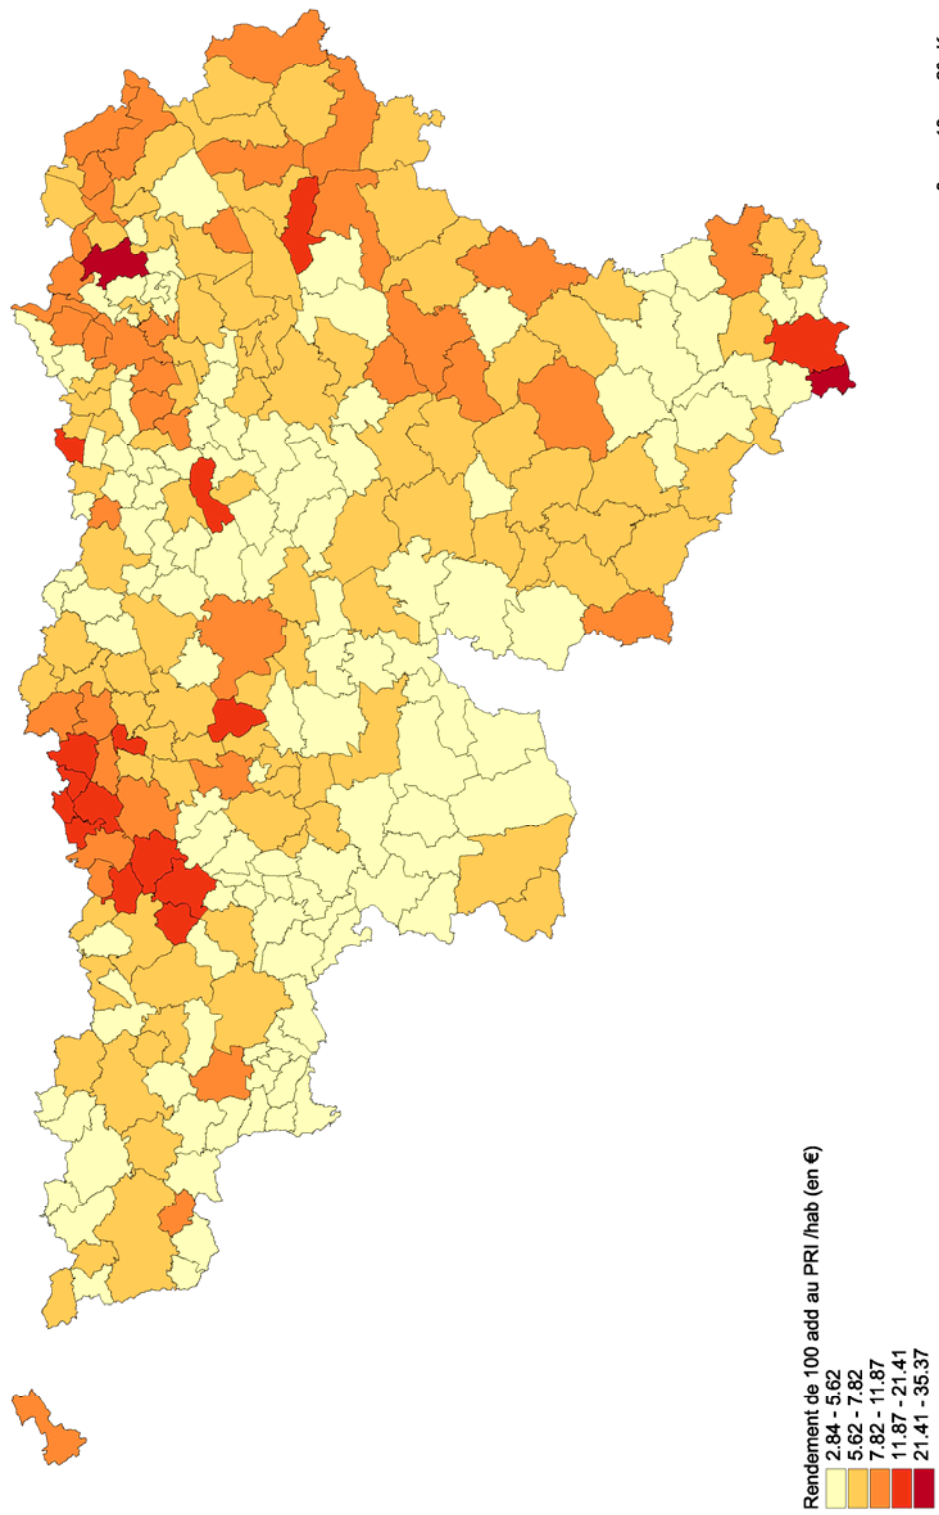 Rendement de 100 add au PRI /hab (en €)
2.84 - 5.62
5.62 - 7.82
7.82 - 11.87
11.87 - 21.41
21.41 - 35.37